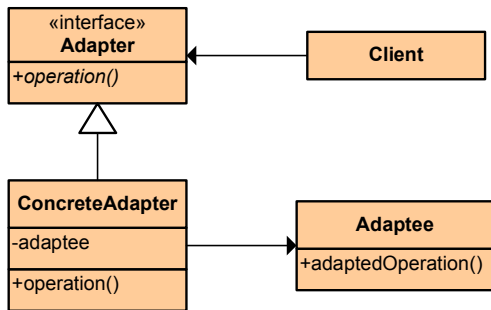 «interface»
Adapter
+operation()
Client
ConcreteAdapter
-adaptee
+operation()
Adaptee
+adaptedOperation()